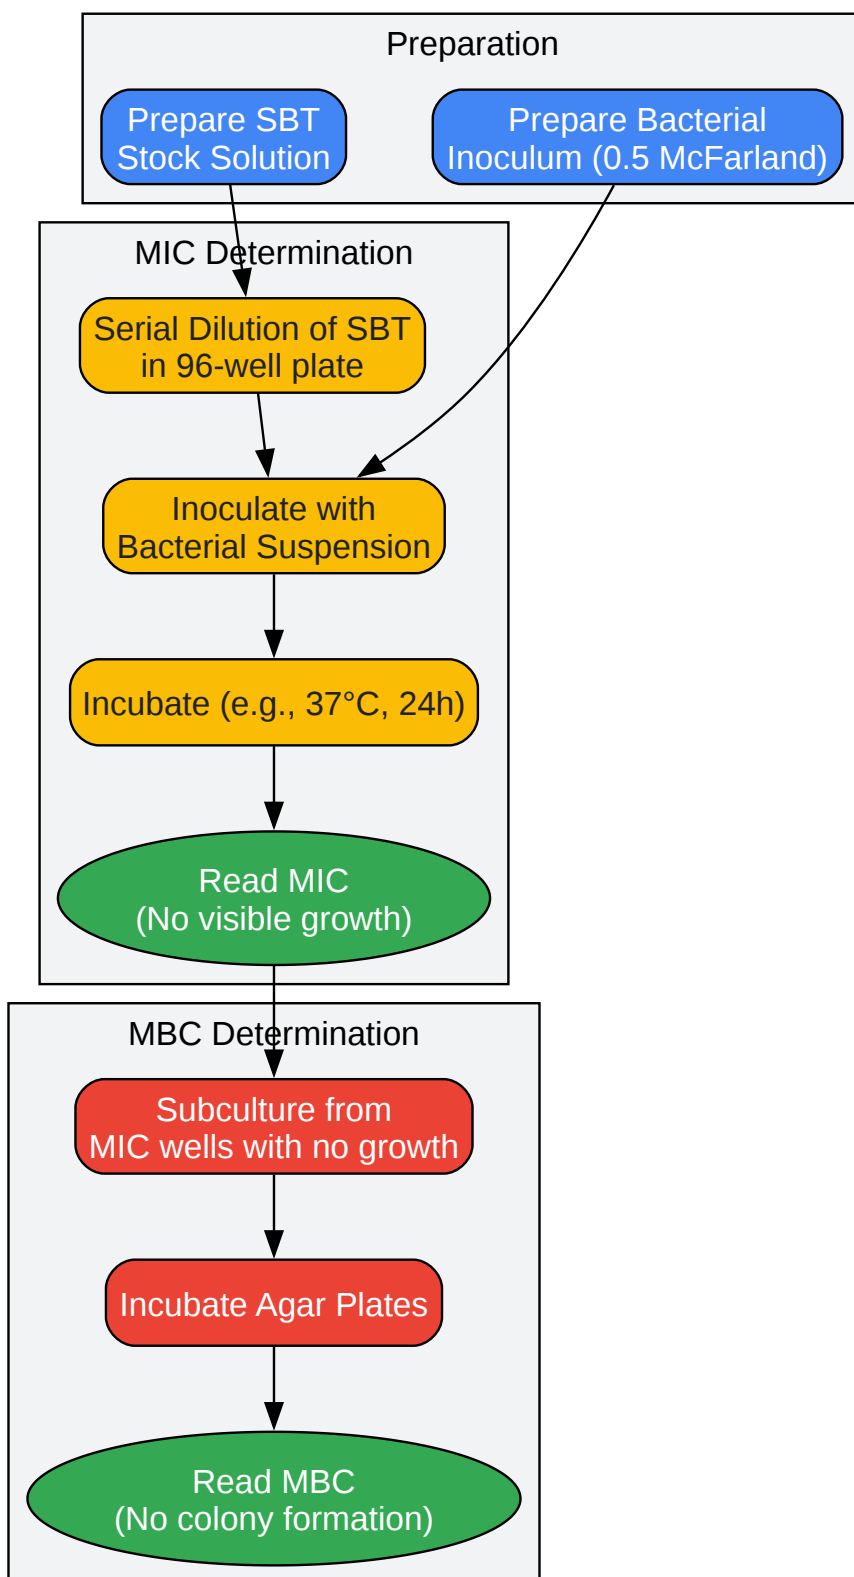 Preparation
Prepare SBT
Stock Solution
Prepare Bacterial
Inoculum (0.5 McFarland)
MIC Determination
Serial Dilution of SBT
in 96-well plate
Inoculate with
Bacterial Suspension
Incubate (e.g., 37°C, 24h)
Read MIC
(No visible growth)
MBC Determination
Subculture from
MIC wells with no growth
Incubate Agar Plates
Read MBC
(No colony formation)